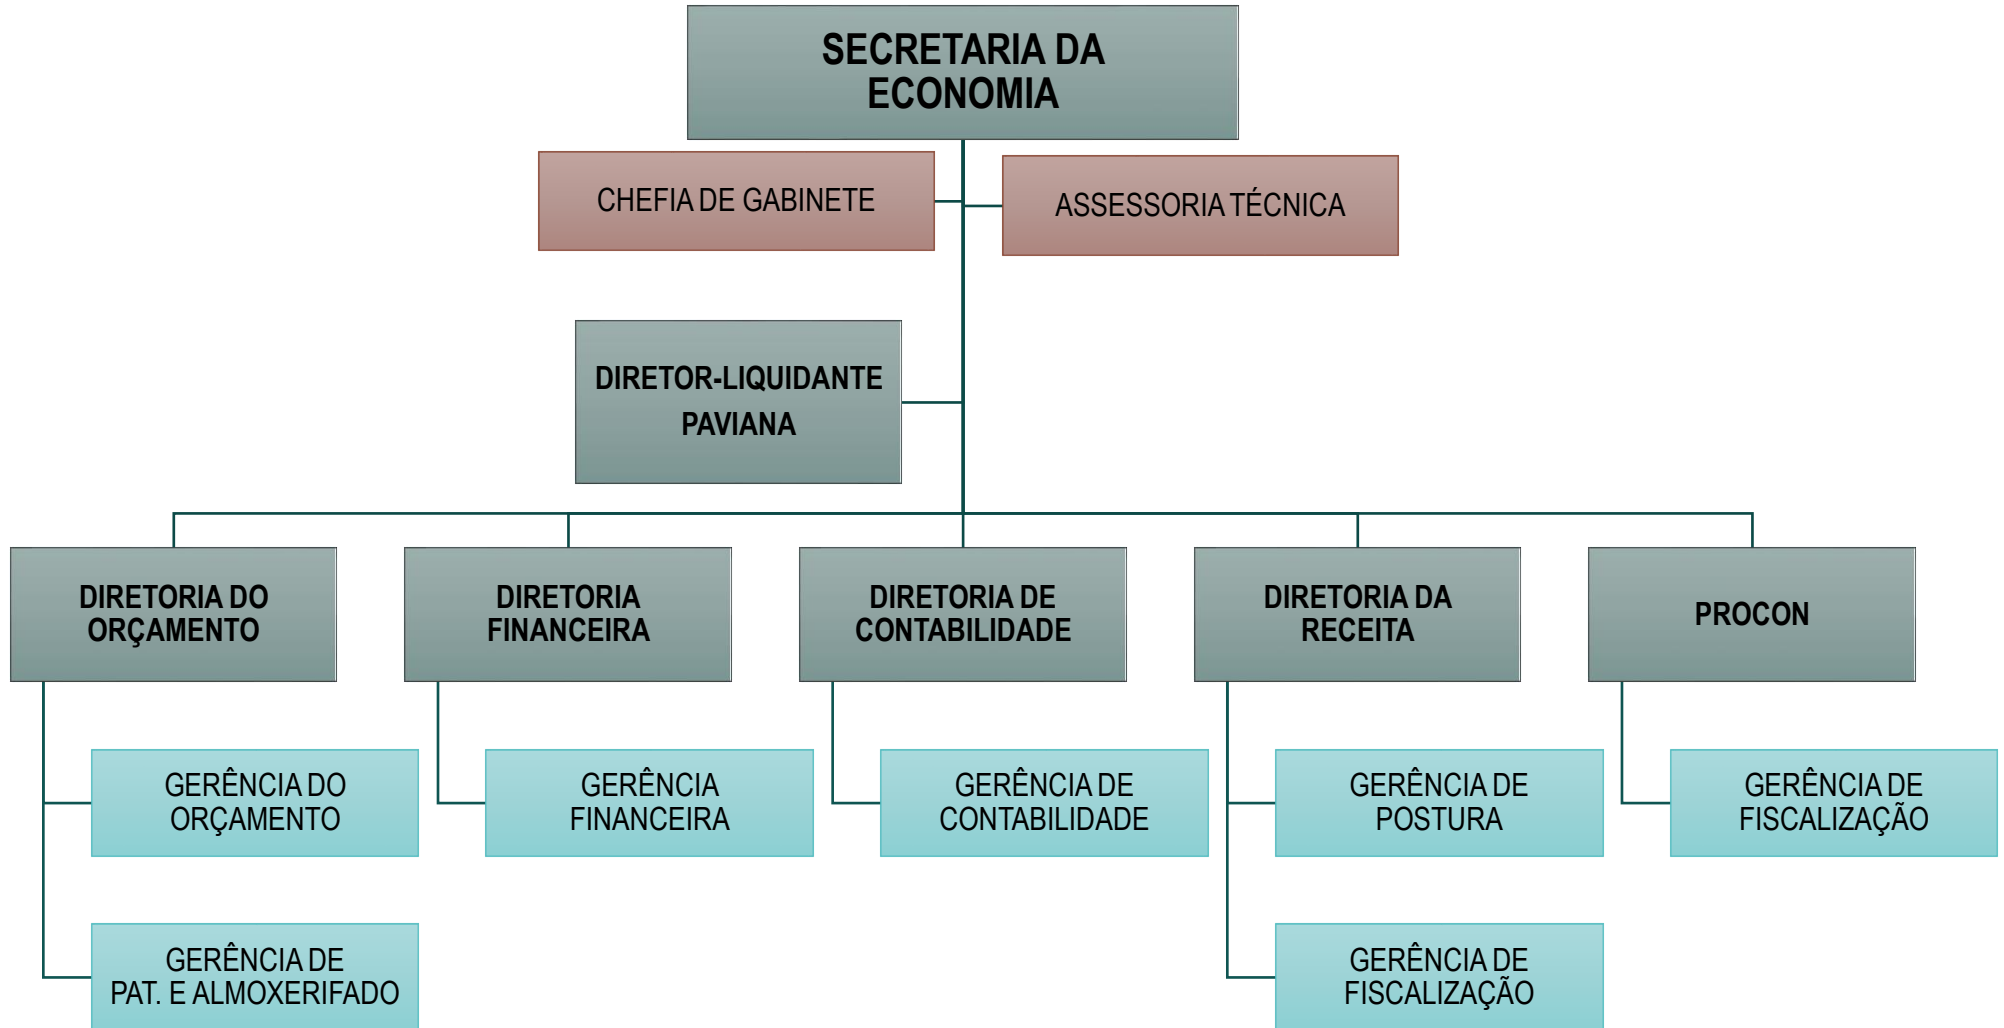 SECRETARIA DA
ECONOMIA
CHEFIA DE GABINETE
ASSESSORIA TÉCNICA
DIRETOR-LIQUIDANTE
PAVIANA
DIRETORIA DO
ORÇAMENTO
DIRETORIA
FINANCEIRA
DIRETORIA DE
CONTABILIDADE
DIRETORIA DA
RECEITA
PROCON
GERÊNCIA DO
ORÇAMENTO
GERÊNCIA
FINANCEIRA
GERÊNCIA DE
CONTABILIDADE
GERÊNCIA DE
POSTURA
GERÊNCIA DE
FISCALIZAÇÃO
GERÊNCIA DE
PAT. E ALMOXERIFADO
GERÊNCIA DE
FISCALIZAÇÃO